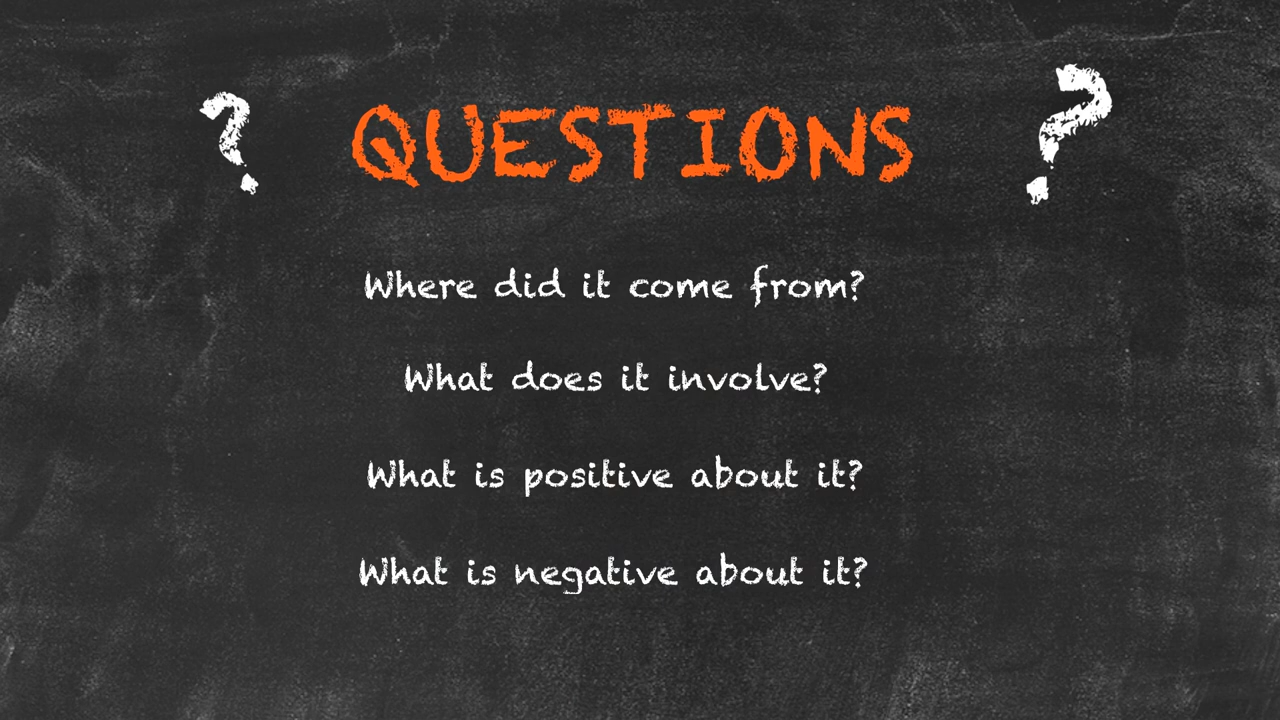 ? QUESTIONS ?
Where did it come from?
What does it involve?
What is positive about it?
What is negative about it?